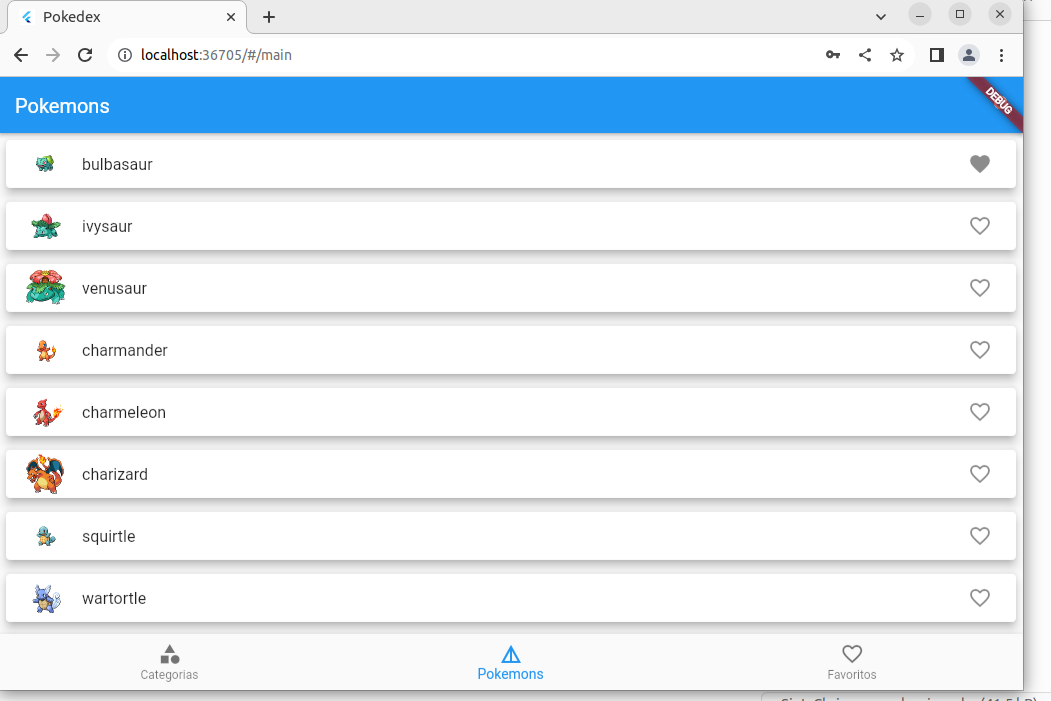 Pokedex
localhost:36705/#/main
Pokemons
DEBUG
bulbasaur
ivysaur
venusaur
charmander
charmeleon
charizard
squirtle
wartortle
Categorias
Pokemons
Favoritos